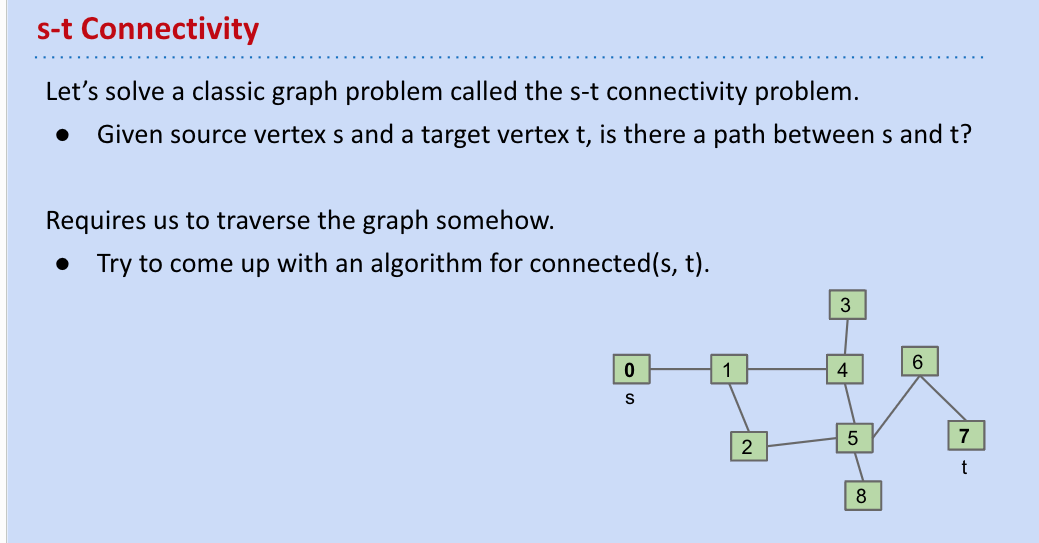 s-t Connectivity
Let’s solve a classic graph problem called the s-t connectivity problem.
● Given source vertex s and a target vertex t, is there a path between s and t?
Requires us to traverse the graph somehow.
● Try to come up with an algorithm for connected(s, t).
3
0 1 4 6
s
2 5 7
t
8